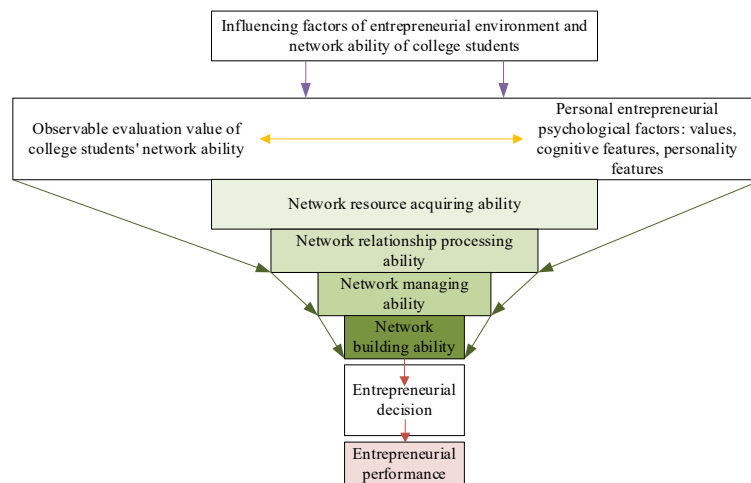 Influencing factors of entrepreneurial environment and
network ability of college students
Observable evaluation value of
college students' network ability
Personal entrepreneurial
psychological factors: values,
cognitive features, personality
features
Network resource acquiring ability
Network relationship processing
ability
Network managing
ability
Network
building ability
Entrepreneurial
decision
Entrepreneurial
performance